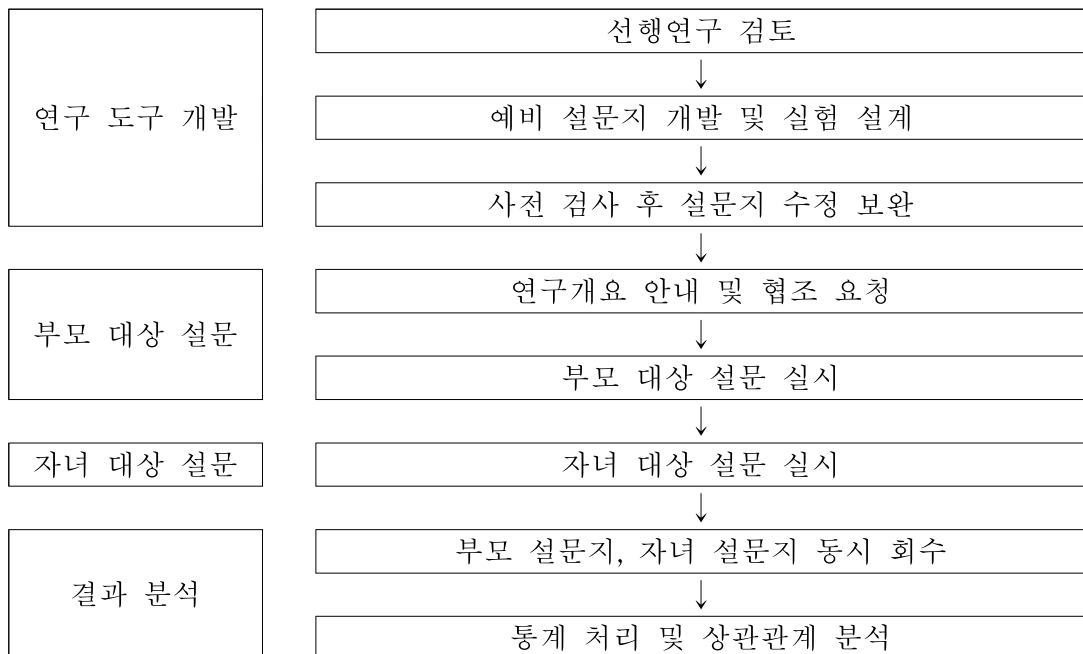 연구 도구 개발
선행연구 검토
예비 설문지 개발 및 실험 설계
사전 검사 후 설문지 수정 보완
부모 대상 설문
연구개요 안내 및 협조 요청
부모 대상 설문 실시
자녀 대상 설문
자녀 대상 설문 실시
결과 분석
부모 설문지, 자녀 설문지 동시 회수
통계 처리 및 상관관계 분석